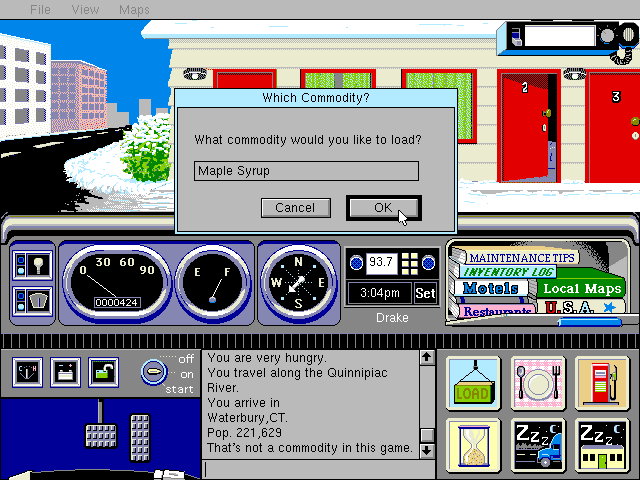 File View Maps
Which Commodity?
What commodity would you like to load?
Maple Syrup
Cancel OK
2
3
0 30 60 90
0000424
E F
N
W E
S
93.7
3:04pm Set
Drake
MAINTENANCE TIPS
INVENTORY LOG
Motels
Local Maps
Restaurants
U.S.A.
off
on
start
C H
You are very hungry.
You travel along the Quinnipiac
River.
You arrive in
Waterbury,CT.
Pop. 221,629
That's not a commodity in this game.
LOAD
ZZZ
ZZZ